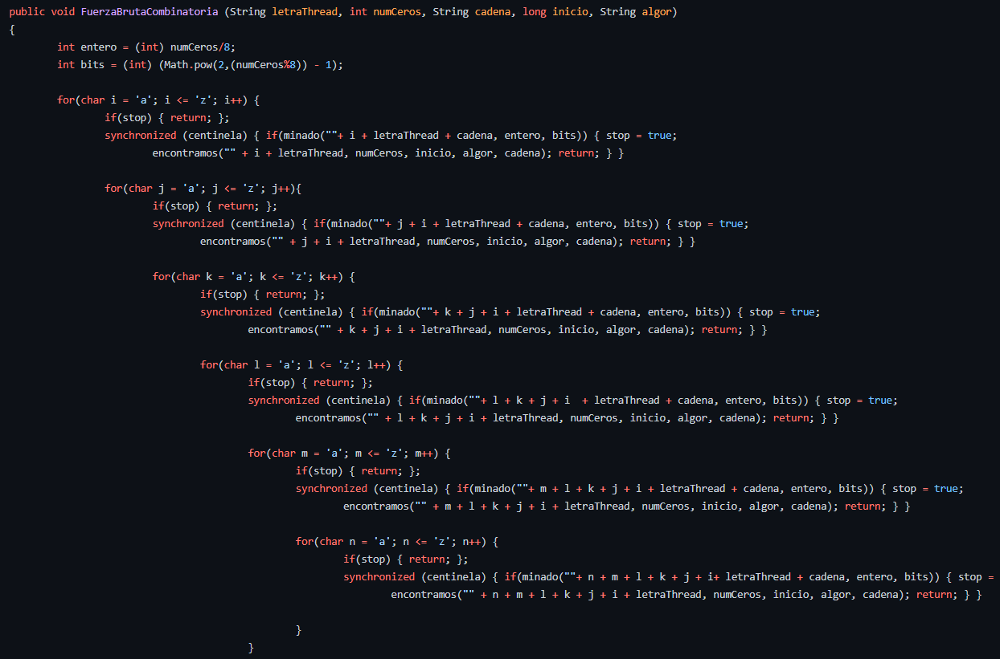 public void FuerzaBrutaCombinatoria (String letraThread, int numCeros, String cadena, long inicio, String algor)
{
int entero = (int) numCeros/8;
int bits = (int) (Math.pow(2,(numCeros%8)) - 1);
for(char i = 'a'; i <= 'z'; i++) {
if(stop) { return; };
synchronized (centinela) { if(minado(""+ i + letraThread + cadena, entero, bits)) { stop = true;
encontramos("" + i + letraThread, numCeros, inicio, algor, cadena); return; } }
for(char j = 'a'; j <= 'z'; j++){
if(stop) { return; };
synchronized (centinela) { if(minado(""+ j + i + letraThread + cadena, entero, bits)) { stop = true;
encontramos("" + j + i + letraThread, numCeros, inicio, algor, cadena); return; } }
for(char k = 'a'; k <= 'z'; k++) {
if(stop) { return; };
synchronized (centinela) { if(minado(""+ k + j + i + letraThread + cadena, entero, bits)) { stop = true;
encontramos("" + k + j + i + letraThread, numCeros, inicio, algor, cadena); return; } }
for(char l = 'a'; l <= 'z'; l++) {
if(stop) { return; };
synchronized (centinela) { if(minado(""+ l + k + j + i  + letraThread + cadena, entero, bits)) { stop = true;
encontramos("" + l + k + j + i + letraThread, numCeros, inicio, algor, cadena); return; } }
for(char m = 'a'; m <= 'z'; m++) {
if(stop) { return; };
synchronized (centinela) { if(minado(""+ m + l + k + j + i + letraThread + cadena, entero, bits)) { stop = true;
encontramos("" + m + l + k + j + i + letraThread, numCeros, inicio, algor, cadena); return; } }
for(char n = 'a'; n <= 'z'; n++) {
if(stop) { return; };
synchronized (centinela) { if(minado(""+ n + m + l + k + j + i+ letraThread + cadena, entero, bits)) { stop =
encontramos("" + n + m + l + k + j + i + letraThread, numCeros, inicio, algor, cadena); return; } }
}
}